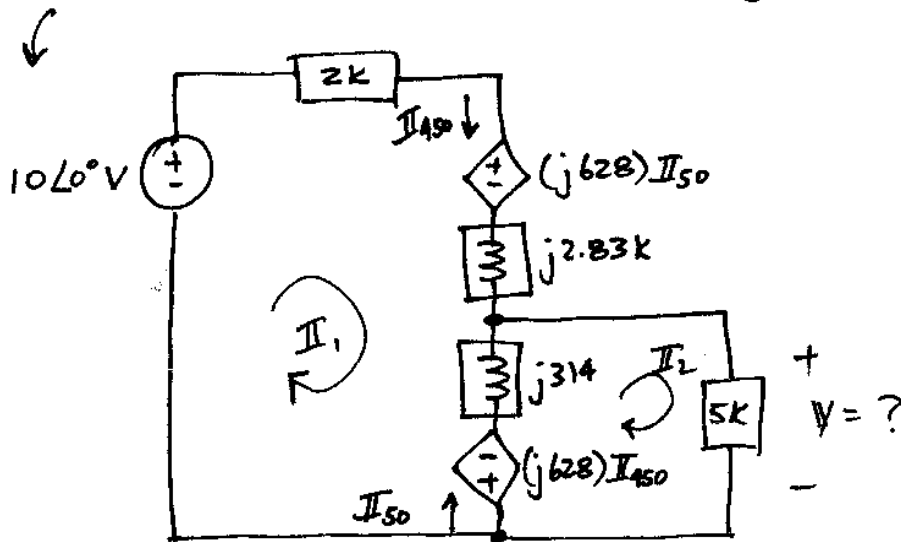 2K
I450
10∠0° V
+
-
+
-
(j628)I50
j2.83K
I1
j314
I2
+
5K
V = ?
-
-
+
(j628)I450
I50